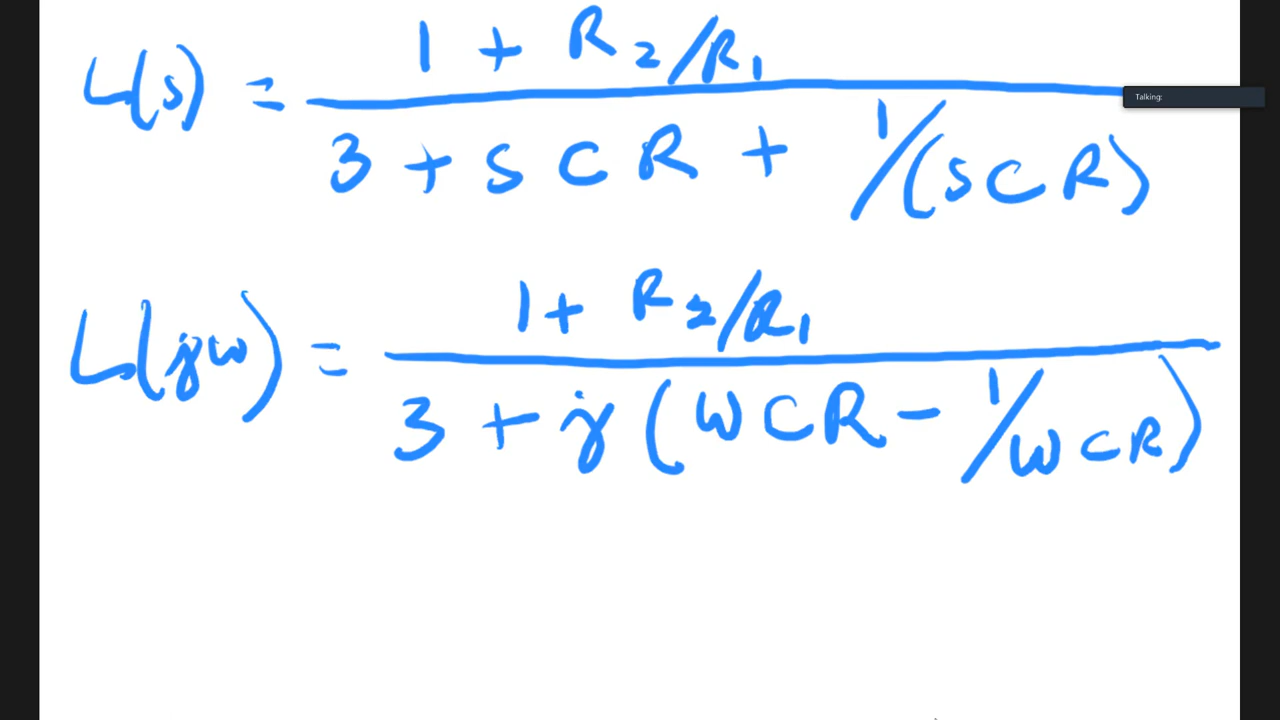 L(s) = (1 + R2/R1) / (3 + SCR + 1/(SCR))
Talking:
L(jω) = (1 + R2/R1) / (3 + j(ωCR - 1/ωCR))